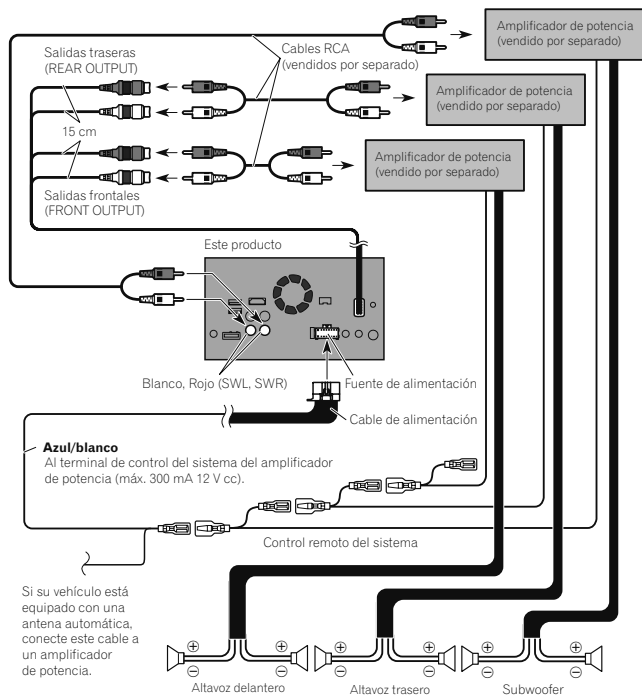 Salidas traseras
(REAR OUTPUT)
Cables RCA
(vendidos por separado)
Amplificador de potencia
(vendido por separado)
Amplificador de potencia
(vendido por separado)
15 cm
Amplificador de potencia
(vendido por separado)
Salidas frontales
(FRONT OUTPUT)
Este producto
Blanco, Rojo (SWL, SWR)
Fuente de alimentación
Cable de alimentación
Azul/blanco
Al terminal de control del sistema del amplificador
de potencia (máx. 300 mA 12 V cc).
Control remoto del sistema
Si su vehículo está
equipado con una
antena automática,
conecte este cable a
un amplificador
de potencia.
⊕ ⊕ ⊕ ⊕ ⊕ ⊕
⊖ ⊖ ⊖ ⊖ ⊖ ⊖
Altavoz delantero
Altavoz trasero
Subwoofer